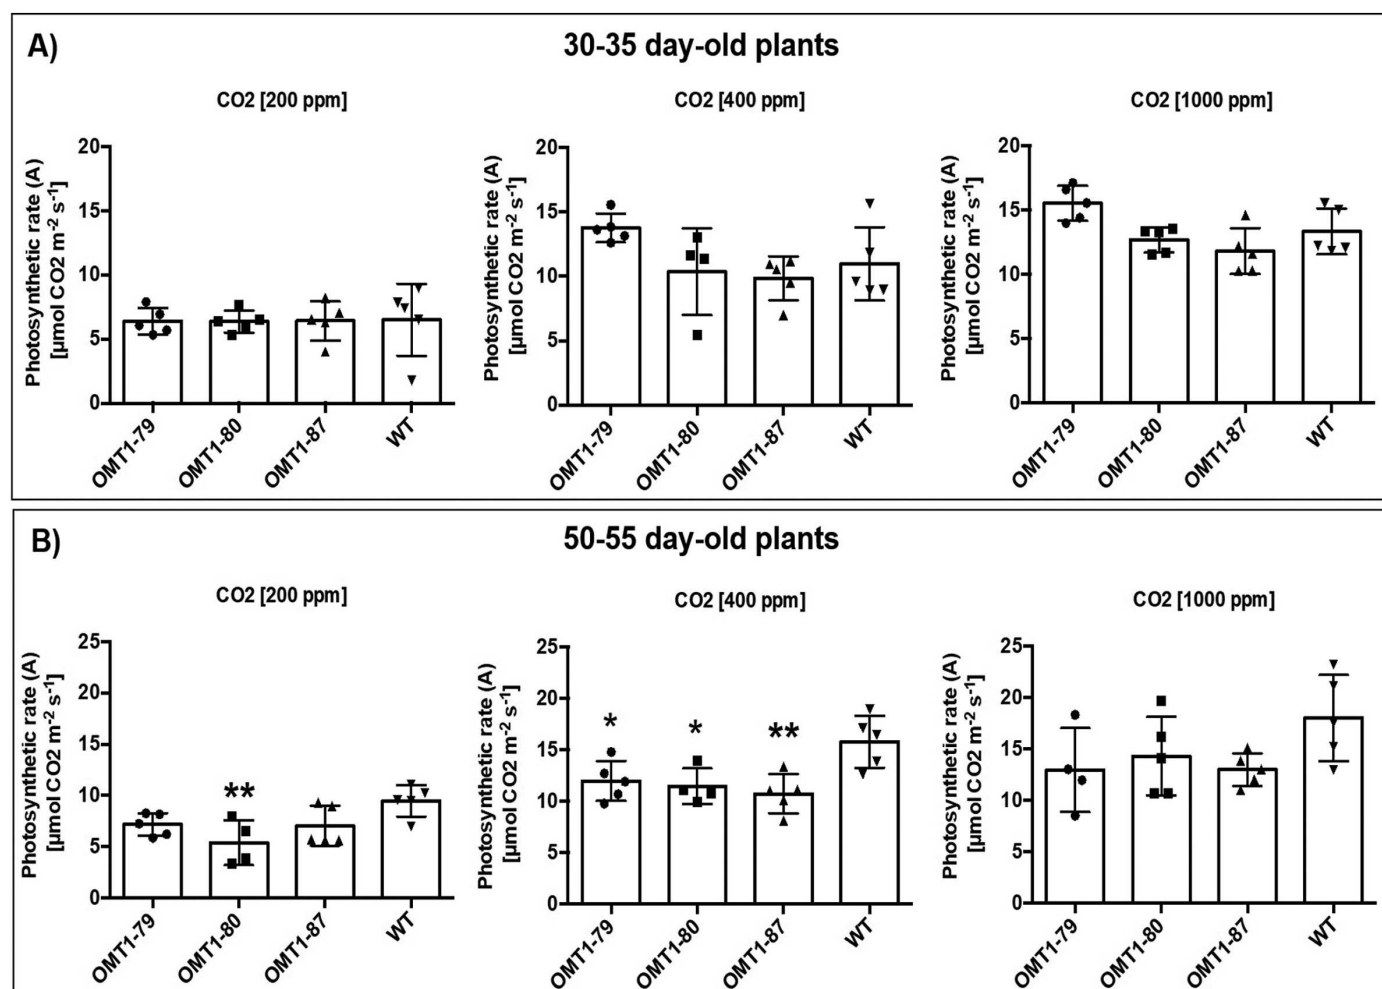 A)
30-35 day-old plants
CO2 [200 ppm]
CO2 [400 ppm]
CO2 [1000 ppm]
Photosynthetic rate (A)
[µmol CO2 m-2 s-1]
20
15
10
5
0
OMT1-79
OMT1-80
OMT1-87
WT
Photosynthetic rate (A)
[µmol CO2 m-2 s-1]
20
15
10
5
0
OMT1-79
OMT1-80
OMT1-87
WT
Photosynthetic rate (A)
[µmol CO2 m-2 s-1]
20
15
10
5
0
OMT1-79
OMT1-80
OMT1-87
WT
B)
50-55 day-old plants
CO2 [200 ppm]
CO2 [400 ppm]
CO2 [1000 ppm]
Photosynthetic rate (A)
[µmol CO2 m-2 s-1]
25
20
15
10
5
0
**
OMT1-79
OMT1-80
OMT1-87
WT
Photosynthetic rate (A)
[µmol CO2 m-2 s-1]
25
20
15
10
5
0
*
*
**
OMT1-79
OMT1-80
OMT1-87
WT
Photosynthetic rate (A)
[µmol CO2 m-2 s-1]
25
20
15
10
5
0
OMT1-79
OMT1-80
OMT1-87
WT